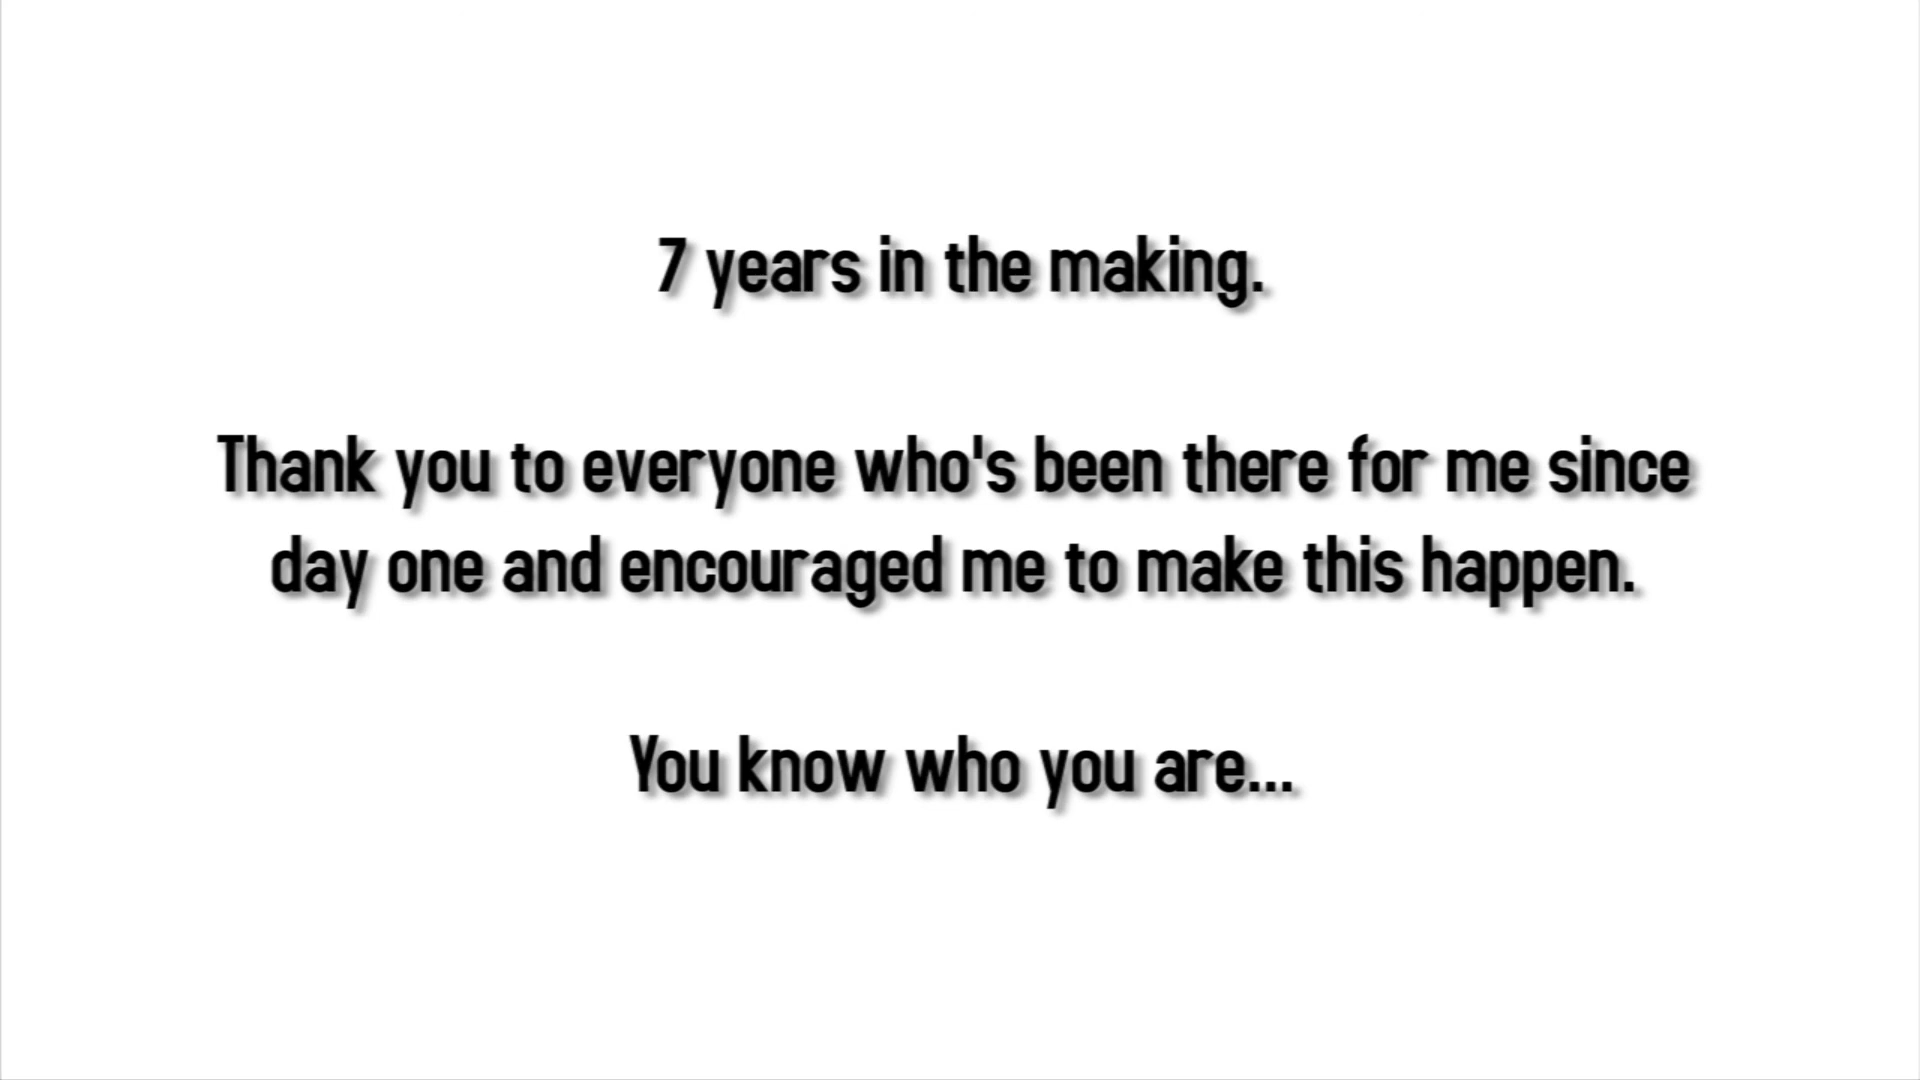 7 years in the making.
Thank you to everyone who's been there for me since
day one and encouraged me to make this happen.
You know who you are...